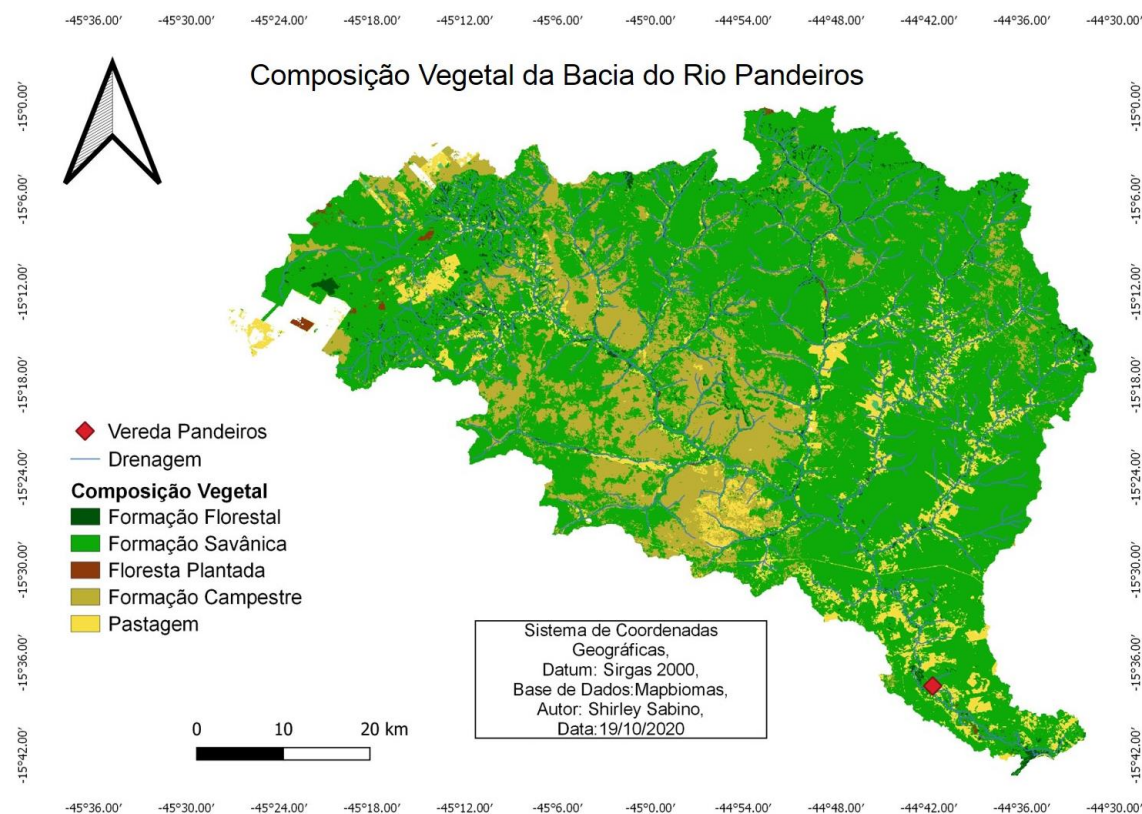 -45°36.00′ -45°30.00′ -45°24.00′ -45°18.00′ -45°12.00′ -45°6.00′ -45°0.00′ -44°54.00′ -44°48.00′ -44°42.00′ -44°36.00′ -44°30.00′
Composição Vegetal da Bacia do Rio Pandeiros
-15°0.00′ -15°0.00′
-15°6.00′ -15°6.00′
-15°12.00′ -15°12.00′
-15°18.00′ -15°18.00′
-15°24.00′ -15°24.00′
-15°30.00′ -15°30.00′
-15°36.00′ -15°36.00′
-15°42.00′ -15°42.00′
Vereda Pandeiros
Drenagem
Composição Vegetal
Formação Florestal
Formação Savânica
Floresta Plantada
Formação Campestre
Pastagem
Sistema de Coordenadas
Geográficas,
Datum: Sirgas 2000,
Base de Dados:Mapbiomas,
Autor: Shirley Sabino,
Data:19/10/2020
0 10 20 km
-45°36.00′ -45°30.00′ -45°24.00′ -45°18.00′ -45°12.00′ -45°6.00′ -45°0.00′ -44°54.00′ -44°48.00′ -44°42.00′ -44°36.00′ -44°30.00′